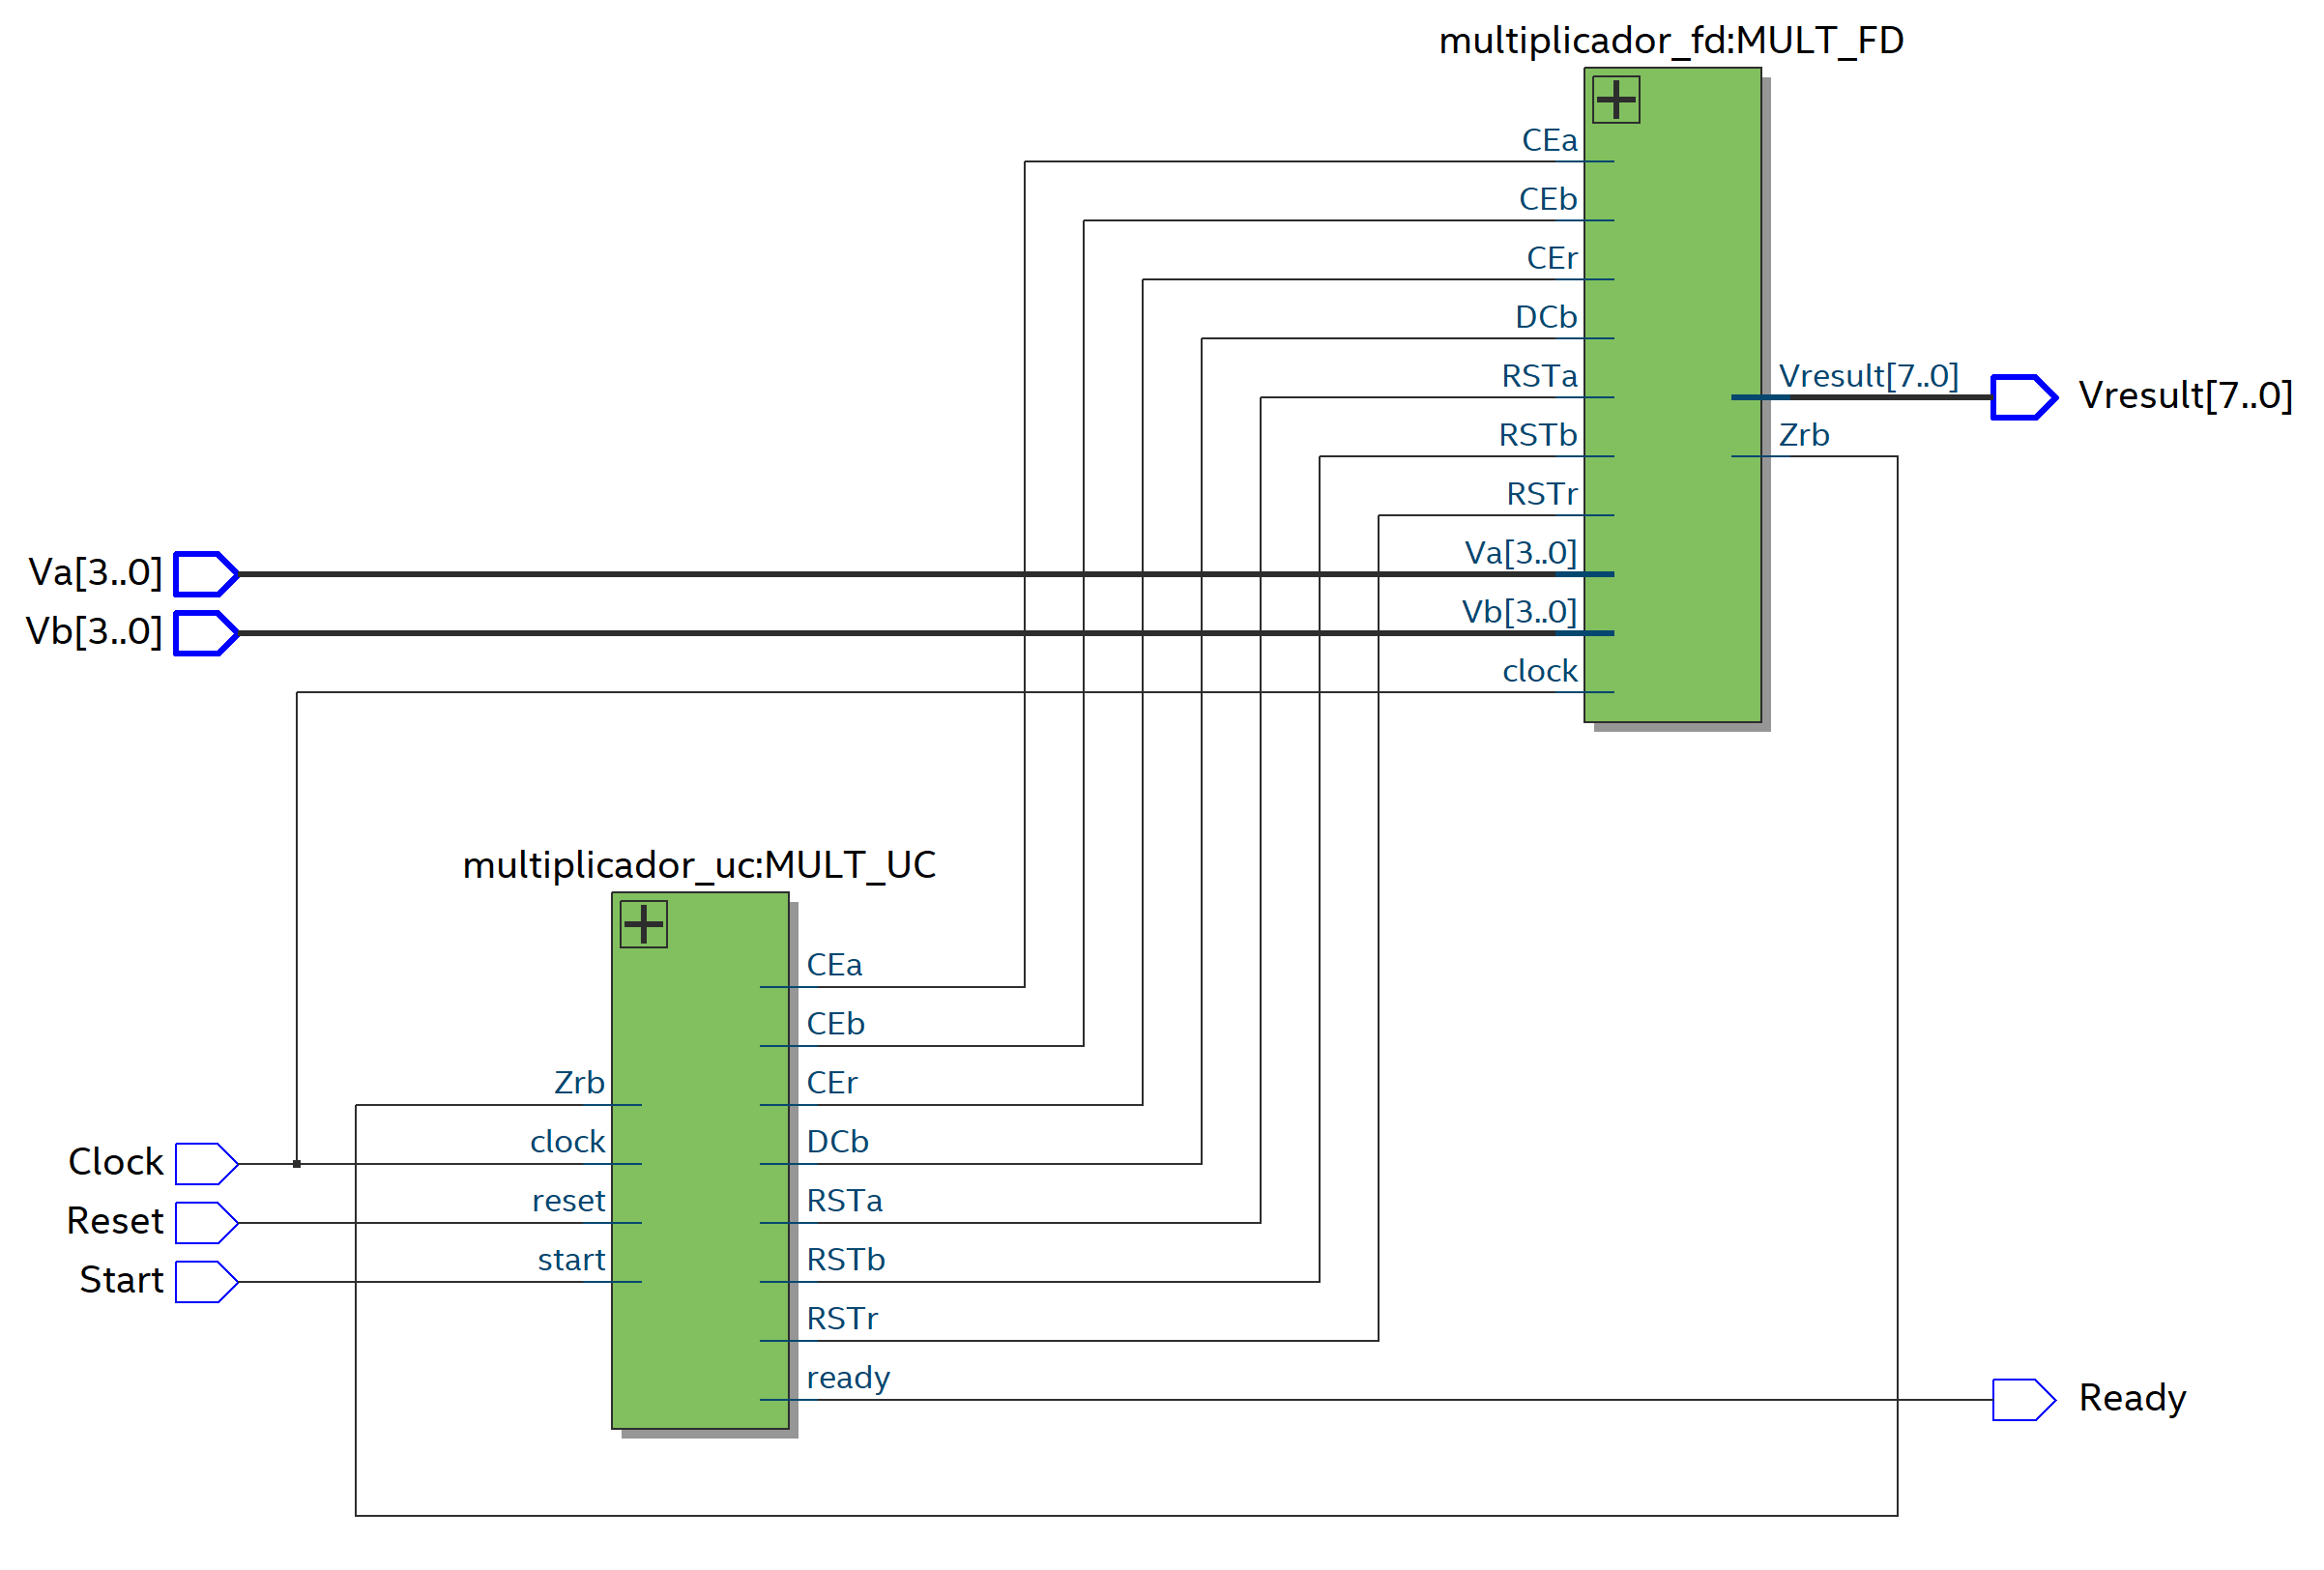 multiplicador_fd:MULT_FD
CEa
CEb
CEr
DCb
RSTa
RSTb
RSTr
Va[3..0]
Vb[3..0]
clock
Vresult[7..0]
Zrb
Vresult[7..0]
Va[3..0]
Vb[3..0]
multiplicador_uc:MULT_UC
Zrb
clock
reset
start
CEa
CEb
CEr
DCb
RSTa
RSTb
RSTr
ready
Clock
Reset
Start
Ready